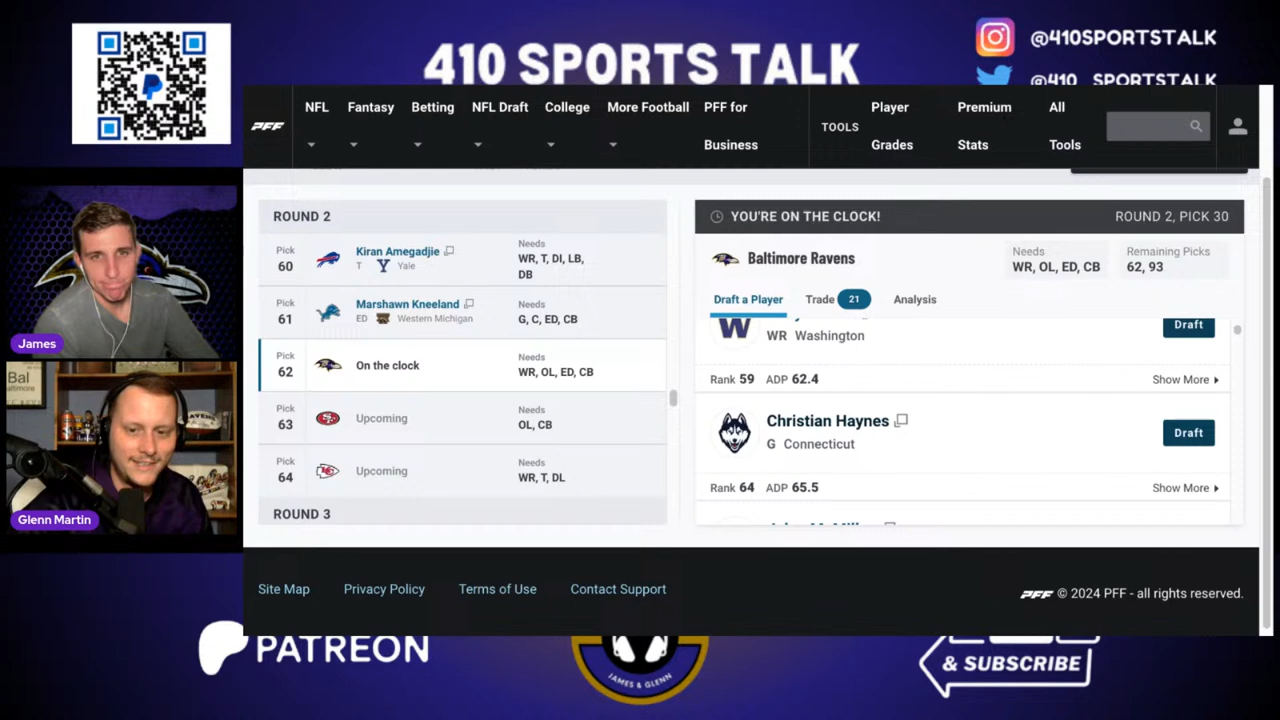 410 SPORTS TALK
@410SPORTSTALK
@410_SPORTSTALK
PFF
NFL
Fantasy
Betting
NFL Draft
College
More Football
PFF for
Business
TOOLS
Player
Grades
Premium
Stats
All
Tools
ROUND 2
Pick
60
Kiran Amegadjie
T Y Yale
Needs
WR, T, DI, LB,
DB
Pick
61
Marshawn Kneeland
ED Western Michigan
Needs
G, C, ED, CB
Pick
62
On the clock
Needs
WR, OL, ED, CB
Pick
63
Upcoming
Needs
OL, CB
Pick
64
Upcoming
Needs
WR, T, DL
ROUND 3
YOU'RE ON THE CLOCK!
ROUND 2, PICK 30
Baltimore Ravens
Needs
WR, OL, ED, CB
Remaining Picks
62, 93
Draft a Player
Trade 21
Analysis
W
WR Washington
Draft
Rank 59 ADP 62.4
Show More
Christian Haynes
G Connecticut
Draft
Rank 64 ADP 65.5
Show More
James
Bal
altimore
Glenn Martin
Site Map
Privacy Policy
Terms of Use
Contact Support
PFF © 2024 PFF - all rights reserved.
PATREON
JAMES & GLENN
& SUBSCRIBE